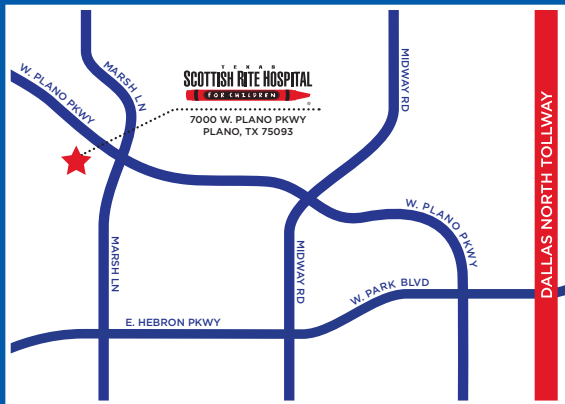 MARSH LN
W. PLANO PKWY
TEXAS
SCOTTISH RITE HOSPITAL
FOR CHILDREN
®
7000 W. PLANO PKWY
PLANO, TX 75093
MIDWAY RD
DALLAS NORTH TOLLWAY
W. PLANO PKWY
MARSH LN
MIDWAY RD
W. PARK BLVD
E. HEBRON PKWY